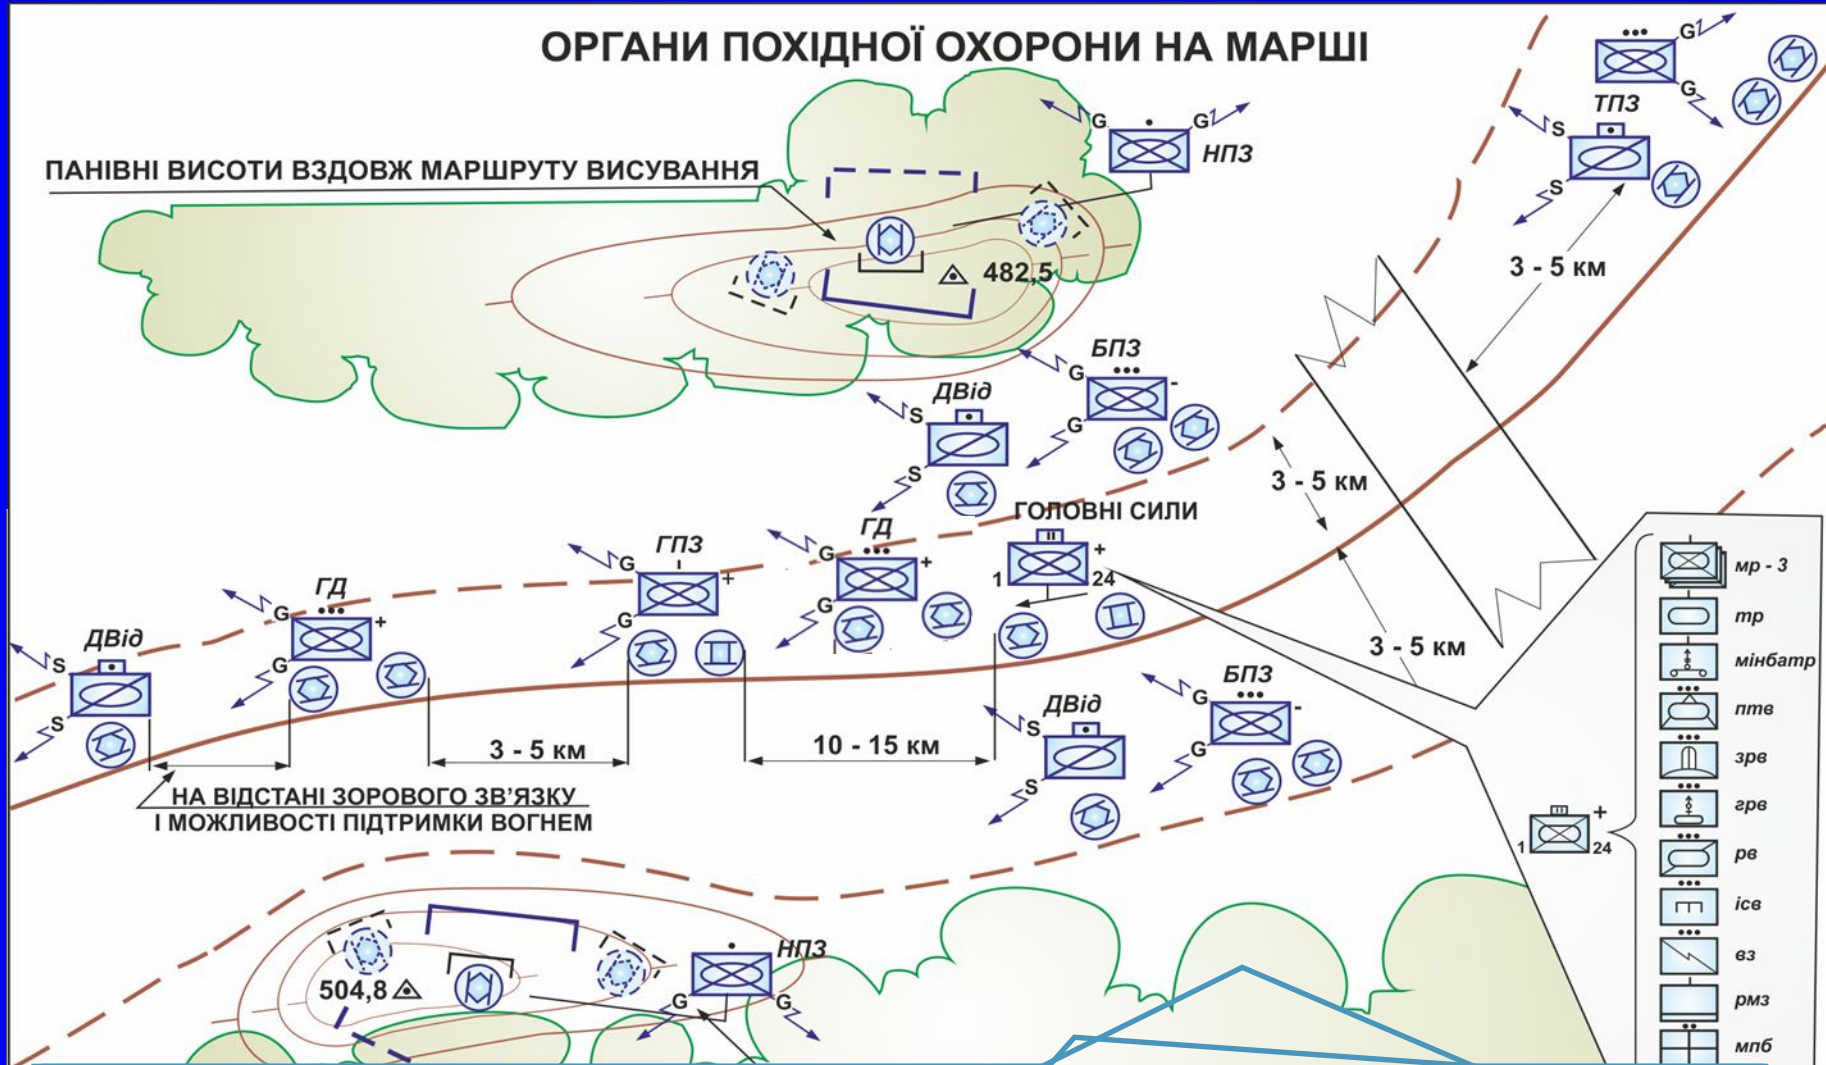 ОРГАНИ ПОХІДНОЇ ОХОРОНИ НА МАРШІ
G
G
ТПЗ
S
S
3 - 5 км
ПАНІВНІ ВИСОТИ ВЗДОВЖ МАРШРУТУ ВИСУВАННЯ
G
G
НПЗ
482,5
БПЗ
G
-
G
ДВід
S
S
3 - 5 км
ГОЛОВНІ СИЛИ
+
1
24
ГД
G
+
G
ГПЗ
G
+
G
ГД
G
+
G
ДВід
S
S
3 - 5 км
10 - 15 км
3 - 5 км
НА ВІДСТАНІ ЗОРОВОГО ЗВ'ЯЗКУ
І МОЖЛИВОСТІ ПІДТРИМКИ ВОГНЕМ
ДВід
S
S
БПЗ
G
-
G
504,8
НПЗ
G
G
+
1
24
мр - 3
тр
мінбатр
птв
зрв
грв
рв
ісв
вз
рмз
мпб